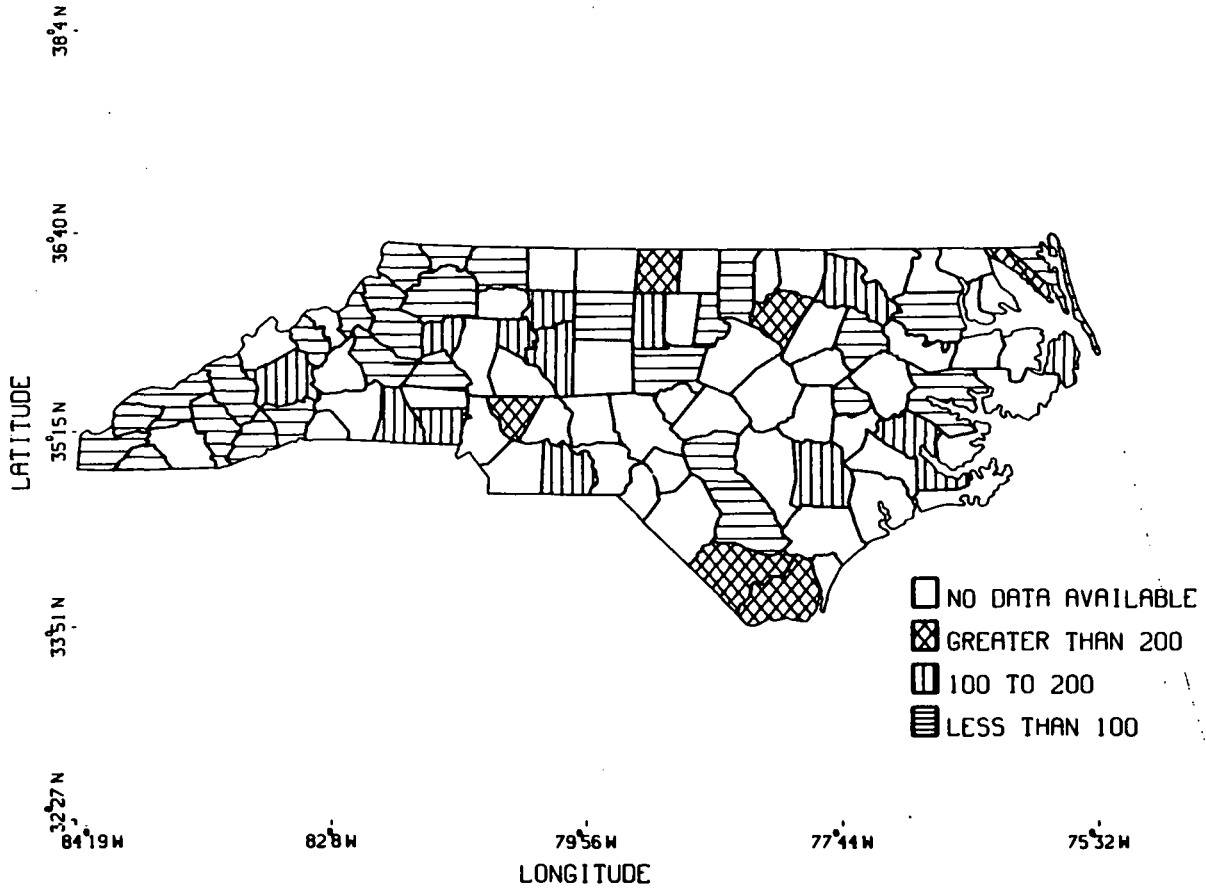 38°4 N
36°40 N
35°15 N
33°51 N
32°27 N
LATITUDE
84°19 W
82°8 W
79°56 W
77°44 W
75°32 W
LONGITUDE
NO DATA AVAILABLE
GREATER THAN 200
100 TO 200
LESS THAN 100